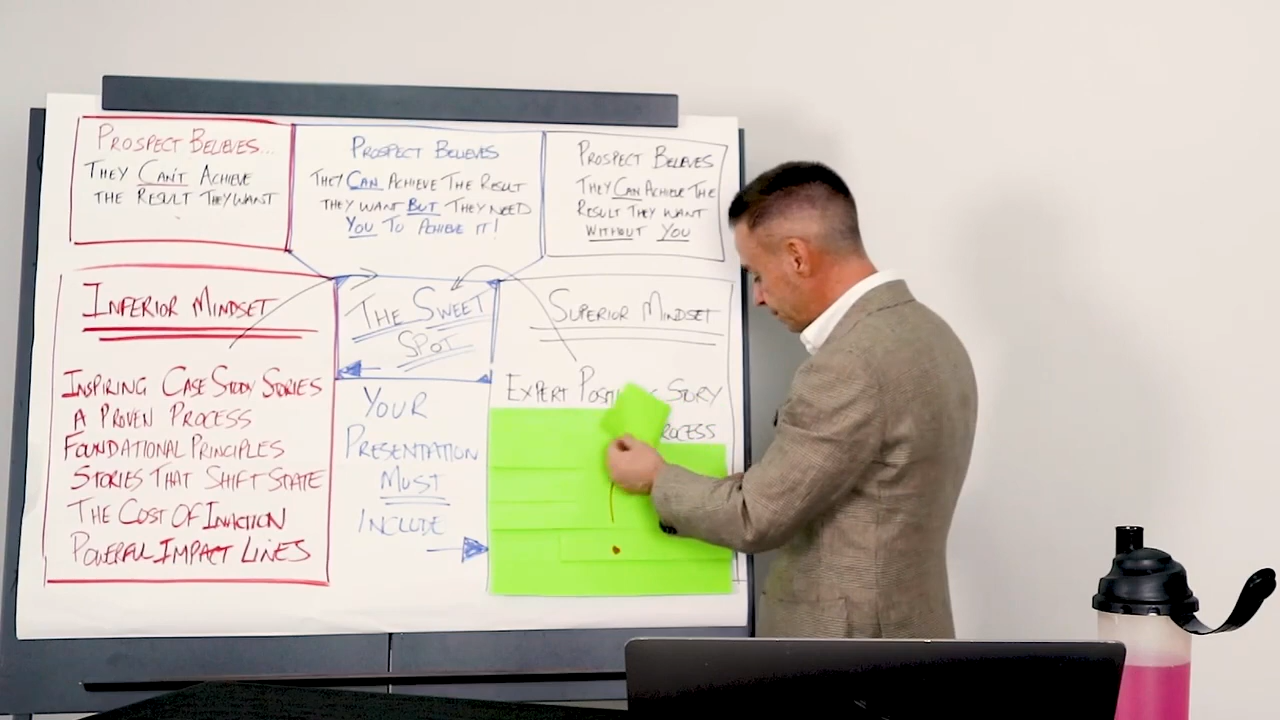 PROSPECT BELIEVES...
THEY CAN'T ACHIEVE
THE RESULT THEY WANT
PROSPECT BELIEVES
THEY CAN ACHIEVE THE RESULT
THEY WANT BUT THEY NEED
YOU TO ACHIEVE IT!
PROSPECT BELIEVES
THEY CAN ACHIEVE THE
RESULT THEY WANT
WITHOUT YOU
INFERIOR MINDSET
INSPIRING CASE STUDY STORIES
A PROVEN PROCESS
FOUNDATIONAL PRINCIPLES
STORIES THAT SHIFT STATE
THE COST OF INACTION
POWERFUL IMPACT LINES
THE SWEET
SPOT
YOUR
PRESENTATION
MUST
INCLUDE
SUPERIOR MINDSET
EXPERT STORY